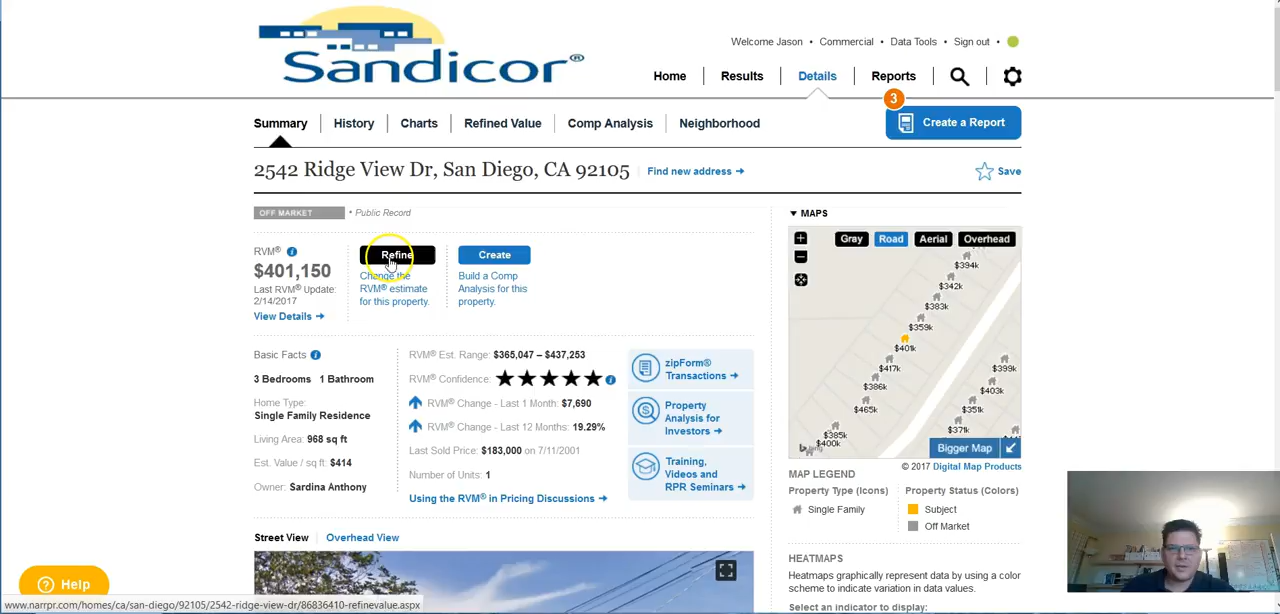 Sandicor®
Welcome Jason • Commercial • Data Tools • Sign out •
Home Results Details Reports
3
Summary History Charts Refined Value Comp Analysis Neighborhood
Create a Report
2542 Ridge View Dr, San Diego, CA 92105
Find new address
Save
OFF MARKET • Public Record
RVM® i
$401,150
Last RVM® Update:
2/14/2017
View Details
Refine
Change the
RVM® estimate
for this property.
Create
Build a Comp
Analysis for this
property.
Basic Facts i
3 Bedrooms 1 Bathroom
Home Type:
Single Family Residence
Living Area: 968 sq ft
Est. Value / sq ft: $414
Owner: Sardina Anthony
RVM® Est. Range: $365,047 – $437,253
RVM® Confidence: i
RVM® Change - Last 1 Month: $7,690
RVM® Change - Last 12 Months: 19.29%
Last Sold Price: $183,000 on 7/11/2001
Number of Units: 1
Using the RVM® in Pricing Discussions
zipForm®
Transactions
Property
Analysis for
Investors
Training,
Videos and
RPR Seminars
Street View Overhead View
MAPS
Gray Road Aerial Overhead
$394k
$342k
$383k
$359k
$401k
$417k
$399k
$386k
$403k
$465k
$351k
$385k
$371k
$400k
bing
Bigger Map
© 2017 Digital Map Products
MAP LEGEND
Property Type (Icons) Property Status (Colors)
Single Family Subject
Off Market
HEATMAPS
Heatmaps graphically represent data by using a color
scheme to indicate variation in data values.
Select an indicator to display:
Help
www.narrpr.com/homes/ca/san-diego/92105/2542-ridge-view-dr/86836410-refinevalue.aspx